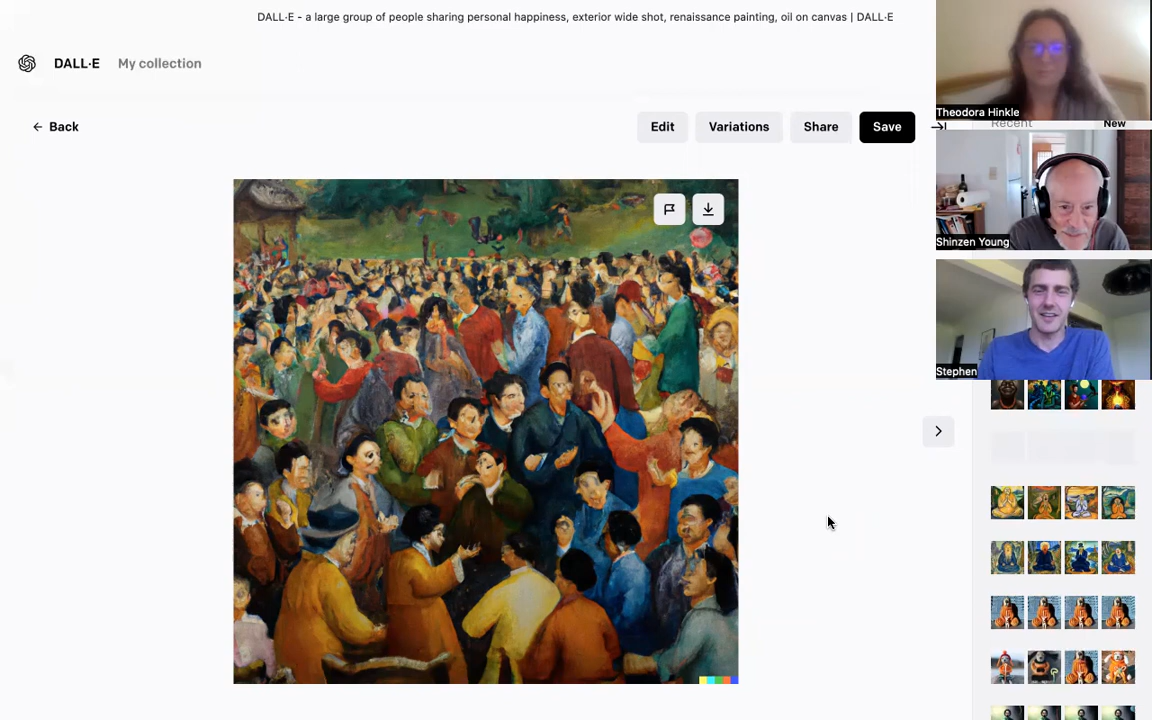 DALL·E - a large group of people sharing personal happiness, exterior wide shot, renaissance painting, oil on canvas | DALL·E
DALL·E My collection
Back
Edit Variations Share Save
Recent New
Theodora Hinkle
Shinzen Young
Stephen